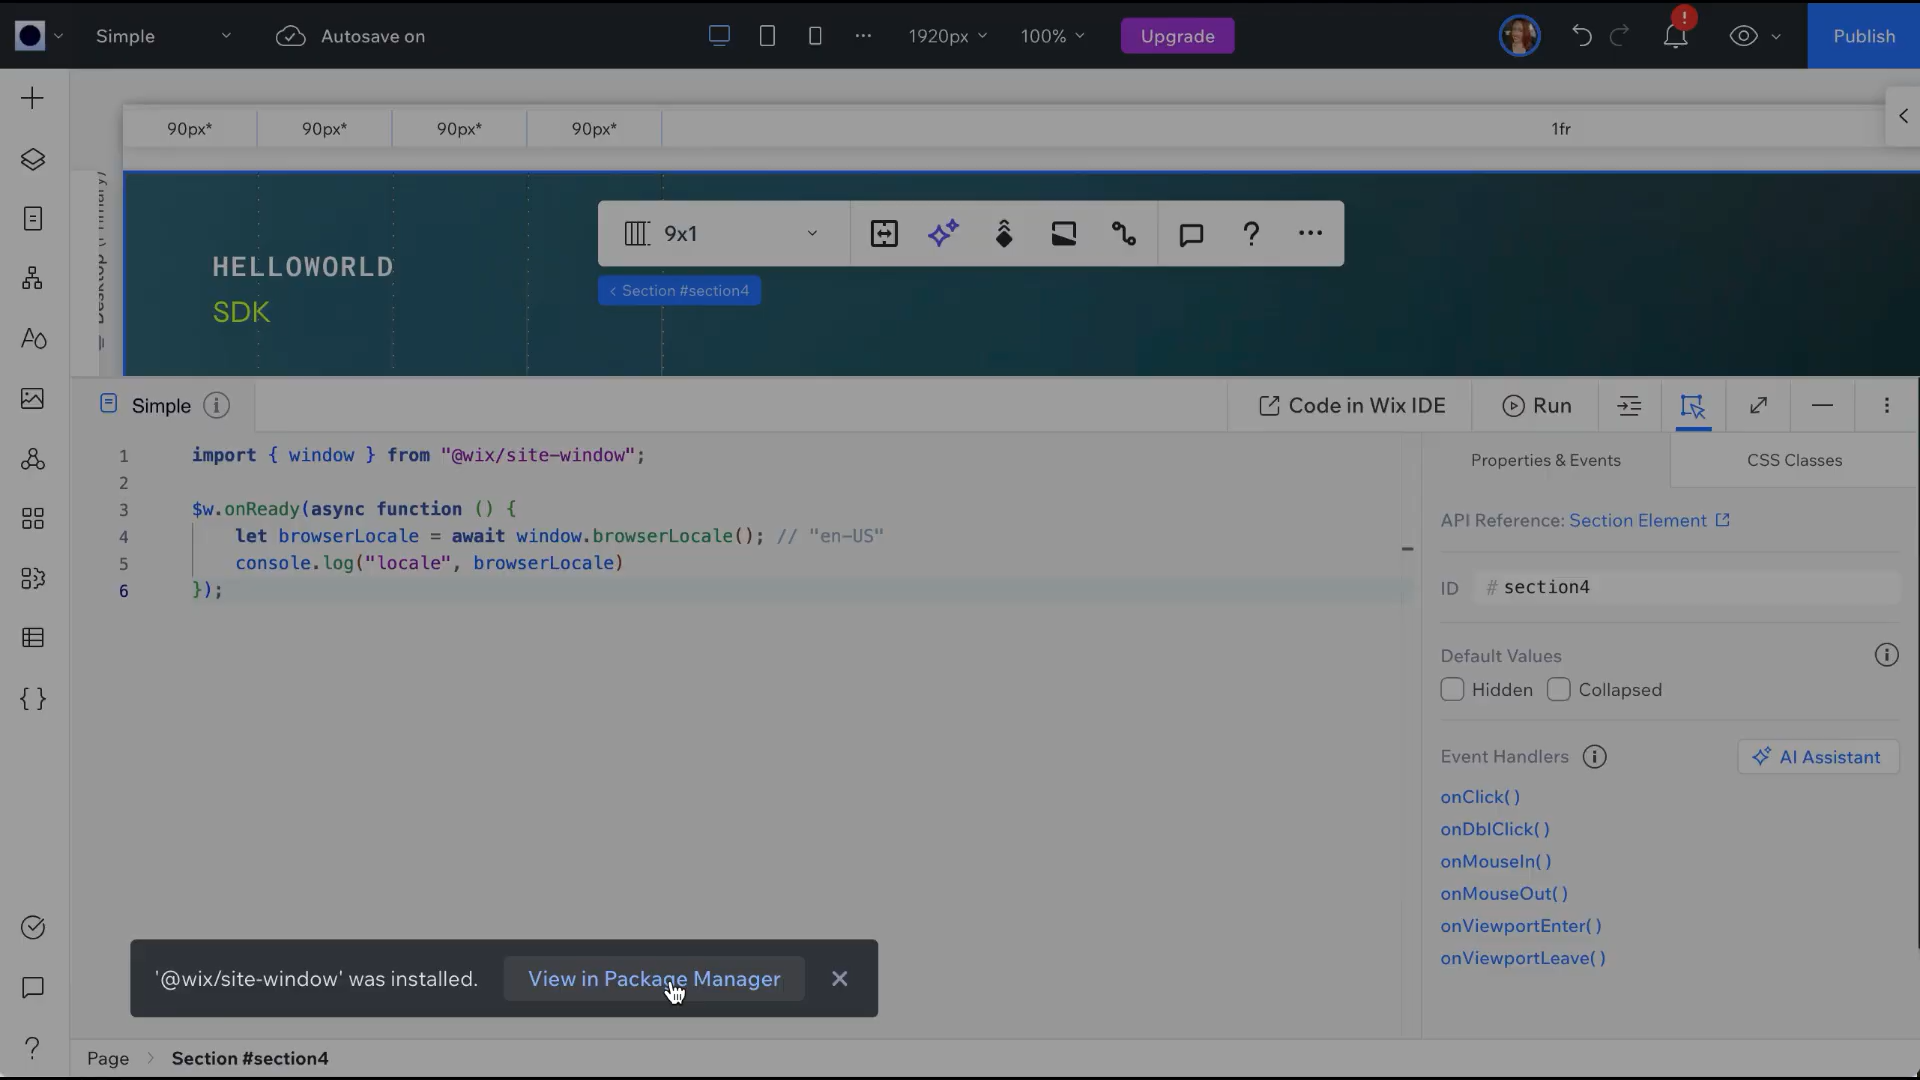 Simple
Autosave on
1920px
100%
Upgrade
!
Publish
90px*
90px*
90px*
90px*
1fr
9x1
?
Section #section4
HELLOWORLD
SDK
Simple
Code in Wix IDE
Run
1 import { window } from "@wix/site-window";
2
3 $w.onReady(async function () {
4 let browserLocale = await window.browserLocale(); // "en-US"
5 console.log("locale", browserLocale)
6 });
Properties & Events
CSS Classes
API Reference: Section Element
ID # section4
Default Values
Hidden
Collapsed
Event Handlers
AI Assistant
onClick( )
onDblClick( )
onMouseIn( )
onMouseOut( )
onViewportEnter( )
onViewportLeave( )
'@wix/site-window' was installed.
View in Package Manager
Page > Section #section4